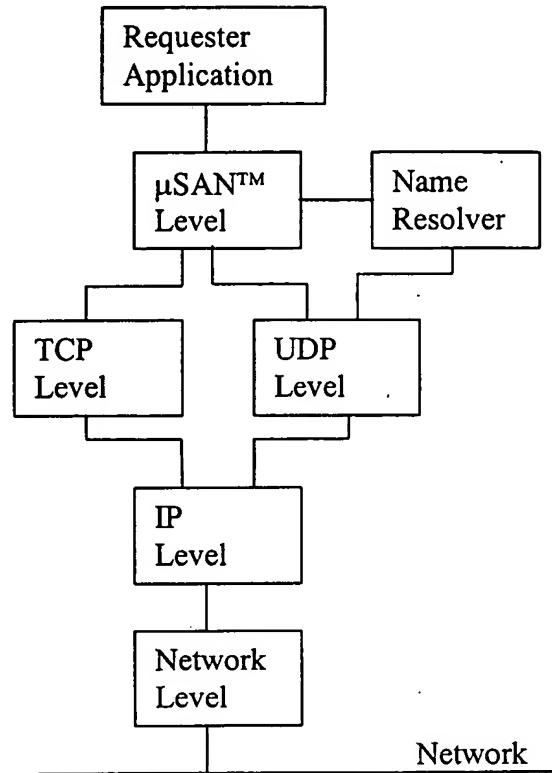 Requester
Application
μSAN™
Level
Name
Resolver
TCP
Level
UDP
Level
IP
Level
Network
Level
Network